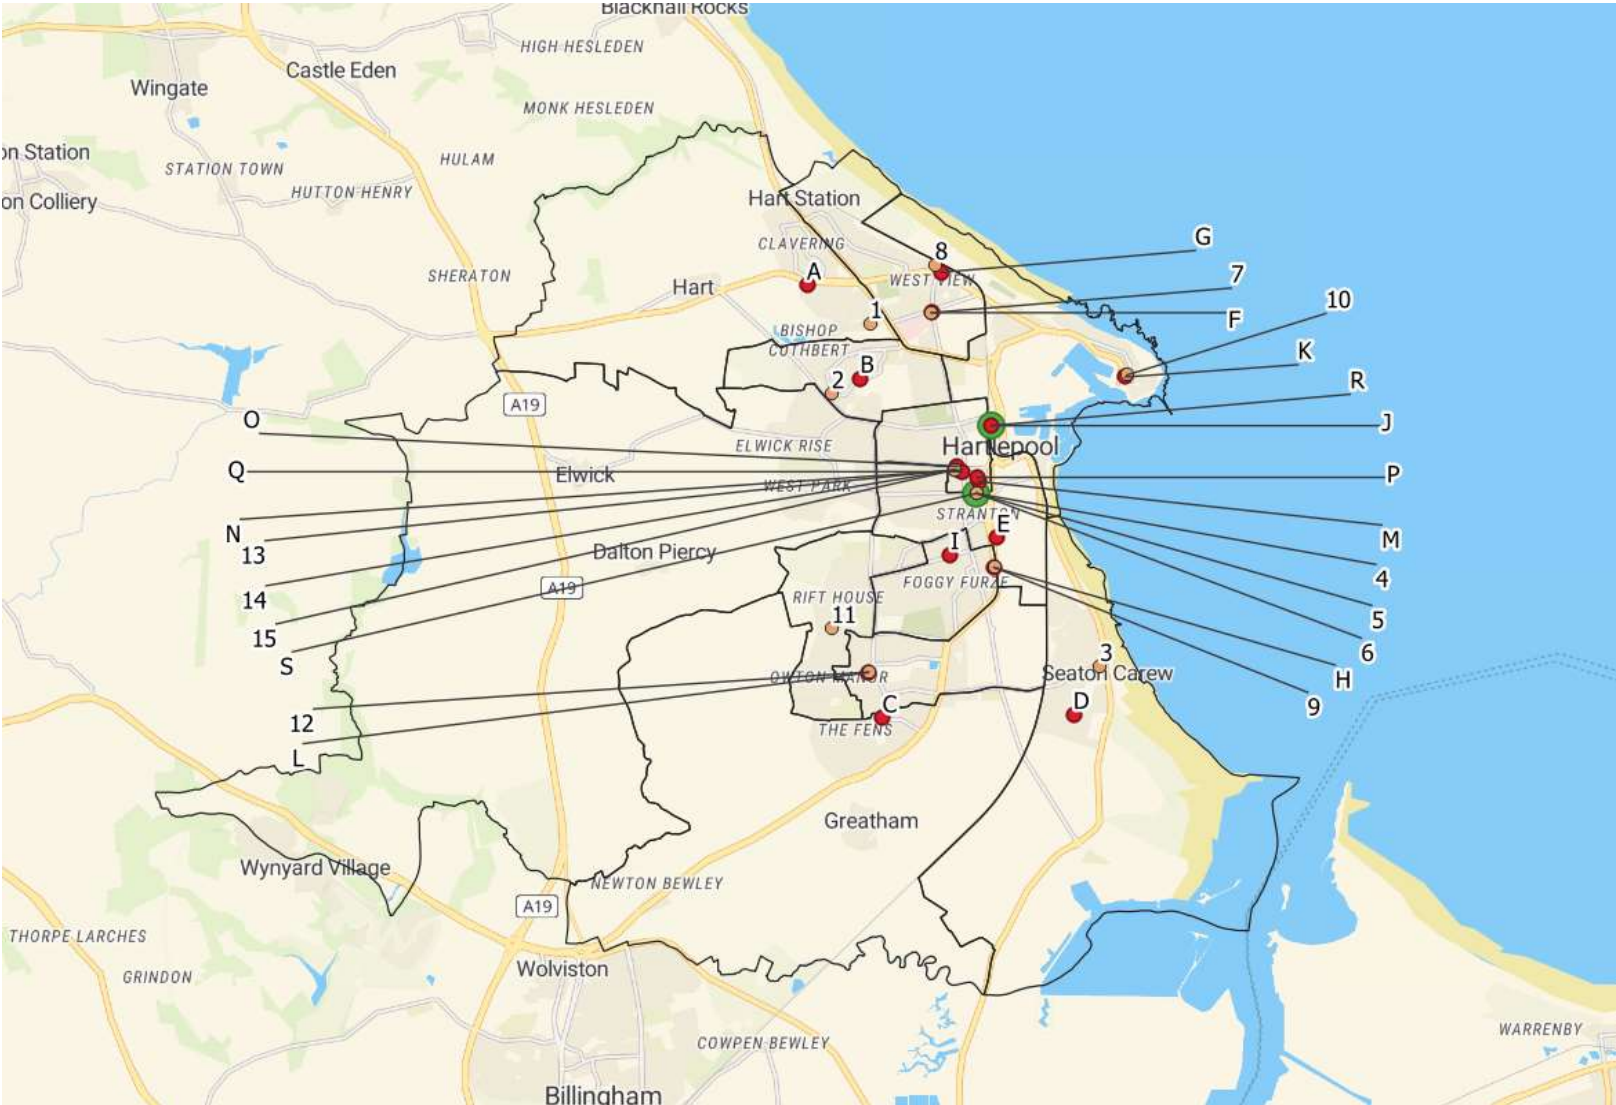 Blackhall Rocks
HIGH HESLEDEN
Castle Eden
Wingate
MONK HESLEDEN
on Station
HULAM
STATION TOWN
HUTTON HENRY
on Colliery
Hart Station
CLAVERING
G
8
A
SHERATON
WEST VIEW
7
Hart
10
1
F
BISHOP
CUTHBERT
K
B
2
R
A19
O
J
Hartlepool
ELWICK RISE
Q
Elwick
P
WEST PARK
STRANTON
E
N
M
I
13
Dalton Piercy
4
FOGGY FURZE
A19
14
RIFT HOUSE
11
5
15
3
6
S
Seaton Carew
OWTON MANOR
H
C
D
9
12
THE FENS
L
Greatham
Wynyard Village
NEWTON BEWLEY
A19
THORPE LARCHES
GRINDON
Wolviston
WARRENBY
COWPEN BEWLEY
Billingham